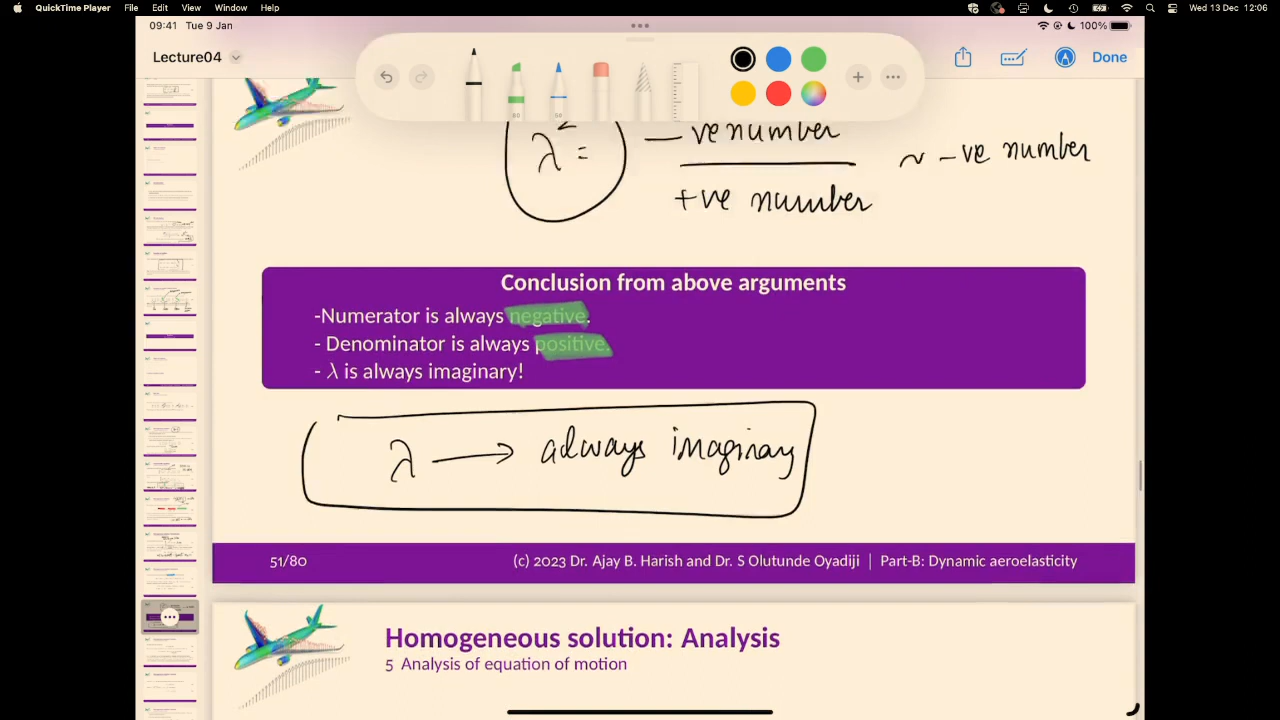 QuickTime Player File Edit View Window Help
Wed 13 Dec 12:06
09:41 Tue 9 Jan
100%
Lecture04
Done
λ² = − ve number ~ −ve number
+ve number
Conclusion from above arguments
-Numerator is always negative.
- Denominator is always positive.
- λ is always imaginary!
λ → always imaginary
51/80
(c) 2023 Dr. Ajay B. Harish and Dr. S Olutunde Oyadiji | Part-B: Dynamic aeroelasticity
Homogeneous solution: Analysis
5 Analysis of equation of motion